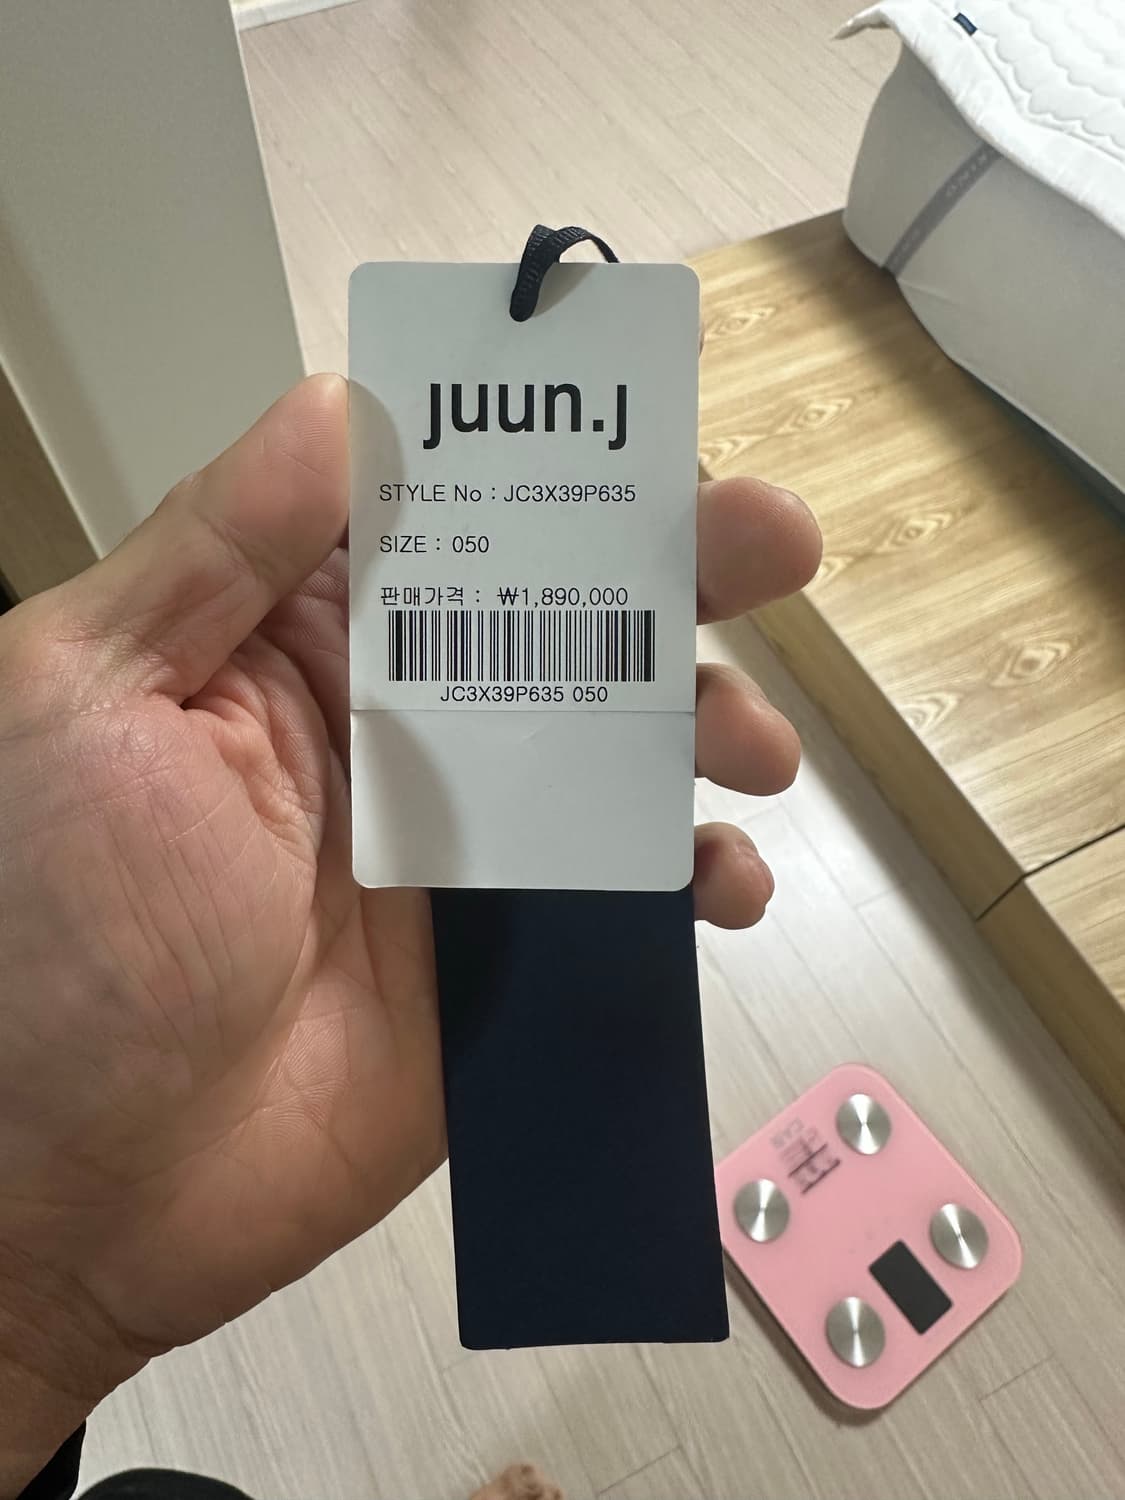 juun.j
STYLE No : JC3X39P635
SIZE : 050
판매가격 : ₩1,890,000
JC3X39P635 050